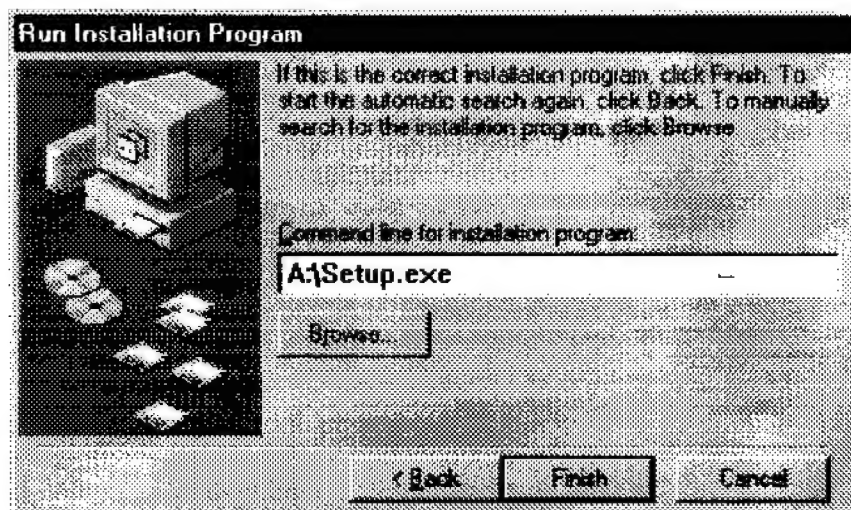 Run Installation Program
If this is the correct installation program, click Finish. To
start the automatic search again, click Back. To manually
search for the installation program, click Browse.
Command line for installation program:
A:\Setup.exe
Browse...
< Back
Finish
Cancel